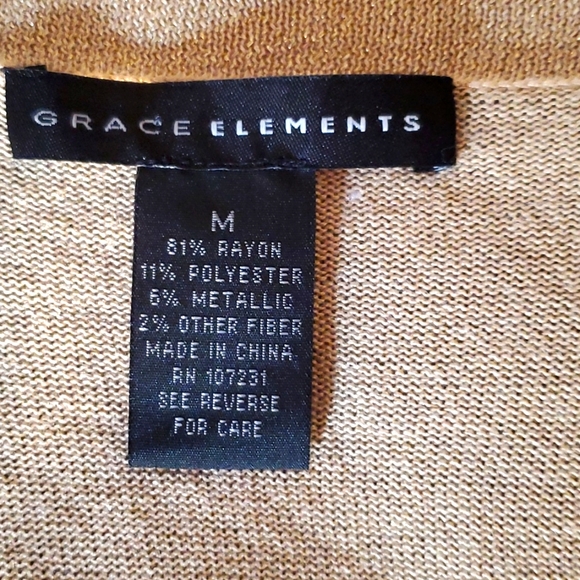 GRACE ELEMENTS
M
81% RAYON
11% POLYESTER
6% METALLIC
2% OTHER FIBER
MADE IN CHINA
RN 107231
SEE REVERSE
FOR CARE